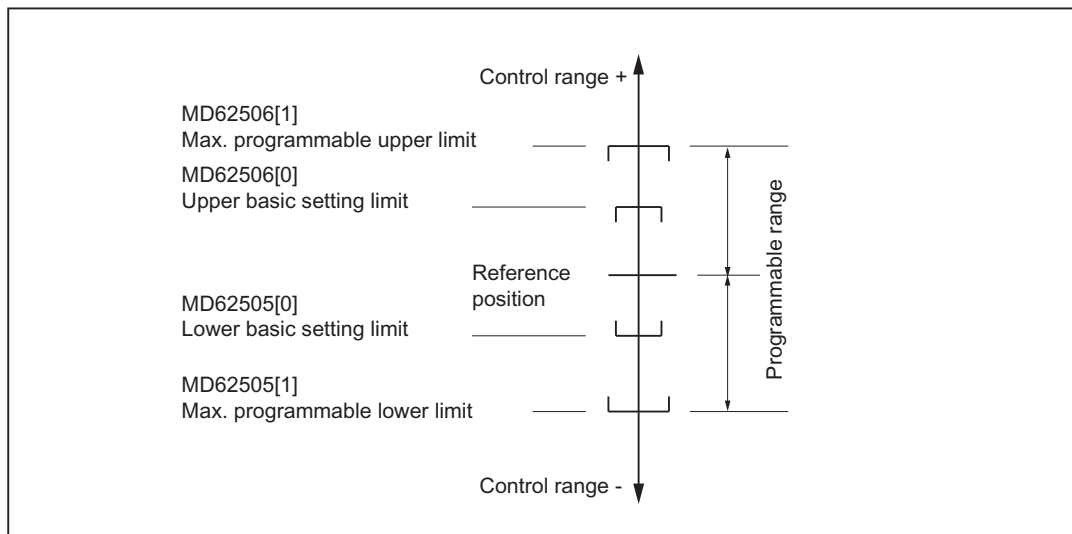 Control range +
MD62506[1]
Max. programmable upper limit
MD62506[0]
Upper basic setting limit
Reference
position
MD62505[0]
Lower basic setting limit
MD62505[1]
Max. programmable lower limit
Control range -
Programmable range